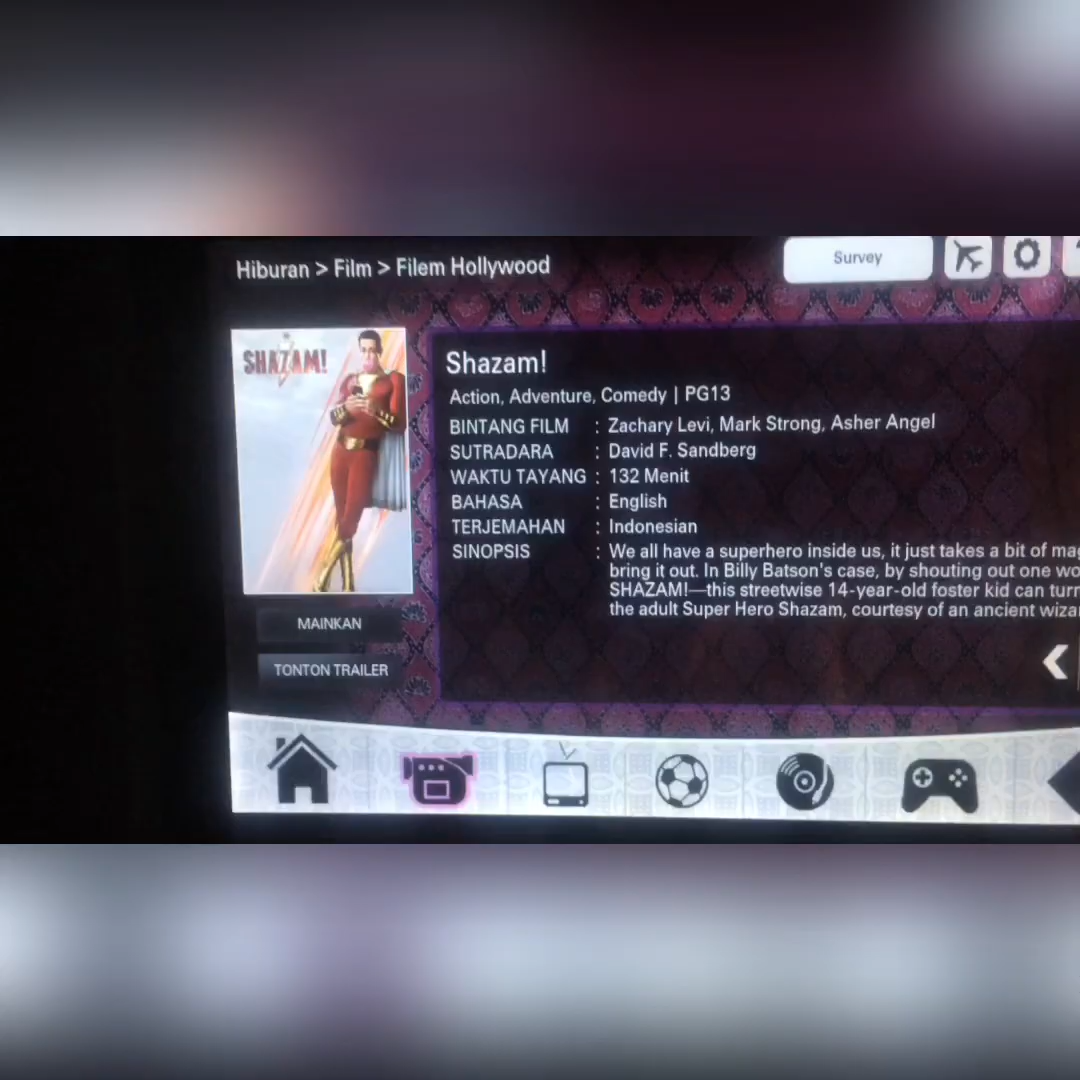 Hiburan > Film > Filem Hollywood
Survey
SHAZAM!
Shazam!
Action, Adventure, Comedy | PG13
BINTANG FILM : Zachary Levi, Mark Strong, Asher Angel
SUTRADARA : David F. Sandberg
WAKTU TAYANG : 132 Menit
BAHASA : English
TERJEMAHAN : Indonesian
SINOPSIS : We all have a superhero inside us, it just takes a bit of
bring it out. In Billy Batson's case, by shouting out one
SHAZAM!—this streetwise 14-year-old foster kid can
the adult Super Hero Shazam, courtesy of an ancient
MAINKAN
TONTON TRAILER